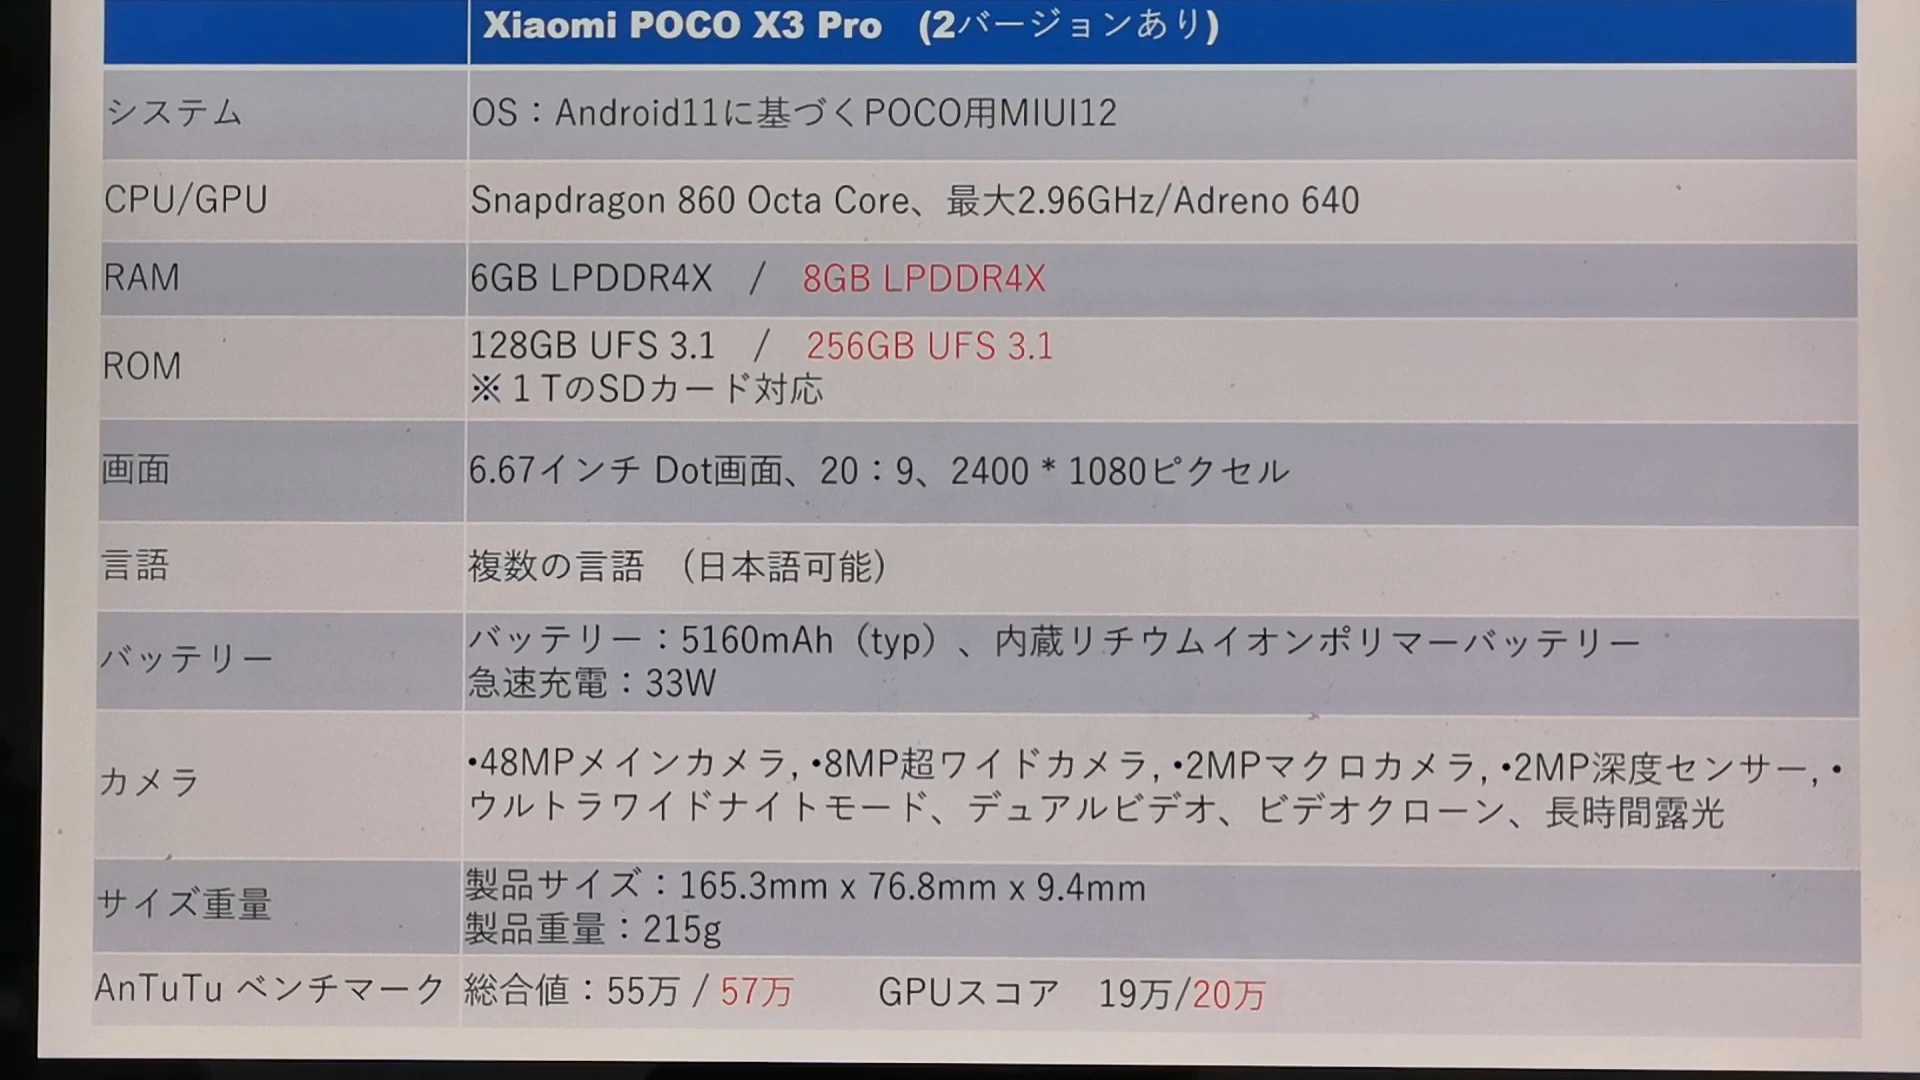 Xiaomi POCO X3 Pro (2バージョンあり)
システム
OS：Android11に基づくPOCO用MIUI12
CPU/GPU
Snapdragon 860 Octa Core、最大2.96GHz/Adreno 640
RAM
6GB LPDDR4X / 8GB LPDDR4X
ROM
128GB UFS 3.1 / 256GB UFS 3.1
※１TのSDカード対応
画面
6.67インチ Dot画面、20：9、2400 * 1080ピクセル
言語
複数の言語 （日本語可能）
バッテリー
バッテリー：5160mAh（typ）、内蔵リチウムイオンポリマーバッテリー
急速充電：33W
カメラ
•48MPメインカメラ, •8MP超ワイドカメラ, •2MPマクロカメラ, •2MP深度センサー, •
ウルトラワイドナイトモード、デュアルビデオ、ビデオクローン、長時間露光
サイズ重量
製品サイズ：165.3mm x 76.8mm x 9.4mm
製品重量：215g
AnTuTu ベンチマーク
総合値：55万 / 57万 GPUスコア 19万/20万